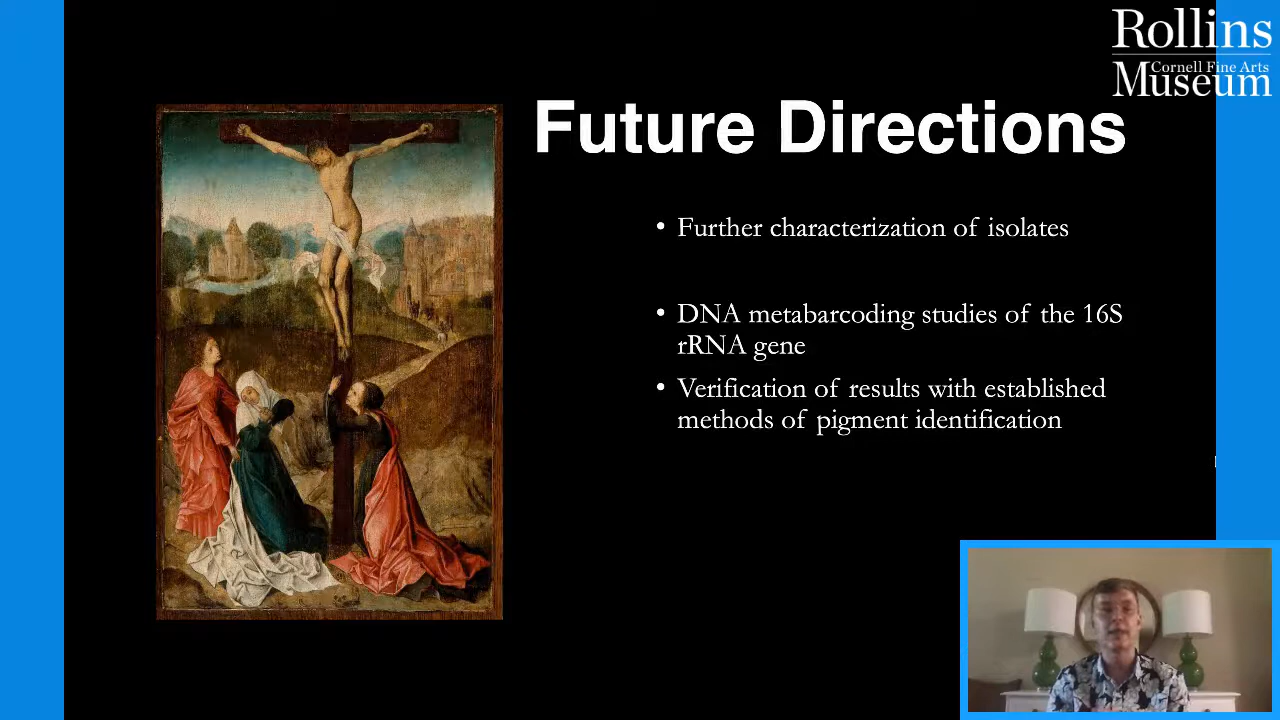 Rollins
Cornell Fine Arts
Museum
Future Directions
• Further characterization of isolates
• DNA metabarcoding studies of the 16S
rRNA gene
• Verification of results with established
methods of pigment identification